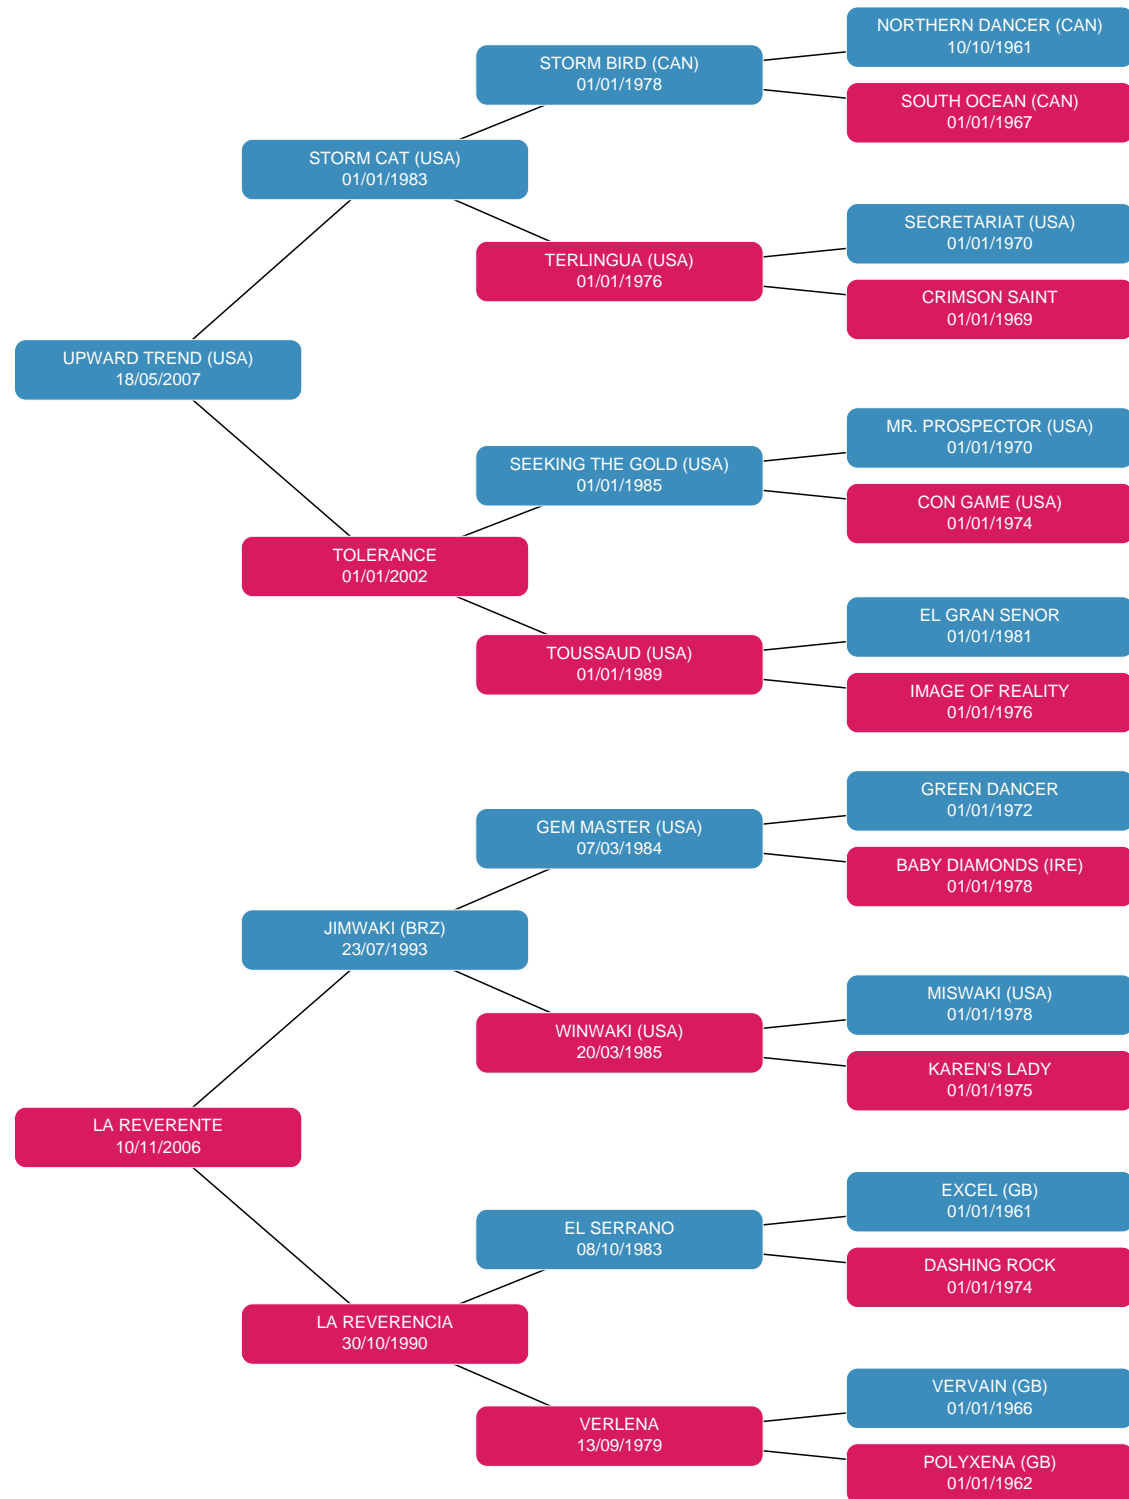 NORTHERN DANCER (CAN)
10/10/1961
STORM BIRD (CAN)
01/01/1978
SOUTH OCEAN (CAN)
01/01/1967
STORM CAT (USA)
01/01/1983
SECRETARIAT (USA)
01/01/1970
TERLINGUA (USA)
01/01/1976
CRIMSON SAINT
01/01/1969
UPWARD TREND (USA)
18/05/2007
MR. PROSPECTOR (USA)
01/01/1970
SEEKING THE GOLD (USA)
01/01/1985
CON GAME (USA)
01/01/1974
TOLERANCE
01/01/2002
EL GRAN SENOR
01/01/1981
TOUSSAUD (USA)
01/01/1989
IMAGE OF REALITY
01/01/1976
GREEN DANCER
01/01/1972
GEM MASTER (USA)
07/03/1984
BABY DIAMONDS (IRE)
01/01/1978
JIMWAKI (BRZ)
23/07/1993
MISWAKI (USA)
01/01/1978
WINWAKI (USA)
20/03/1985
KAREN'S LADY
01/01/1975
LA REVERENTE
10/11/2006
EXCEL (GB)
01/01/1961
EL SERRANO
08/10/1983
DASHING ROCK
01/01/1974
LA REVERENCIA
30/10/1990
VERVAIN (GB)
01/01/1966
VERLENA
13/09/1979
POLYXENA (GB)
01/01/1962